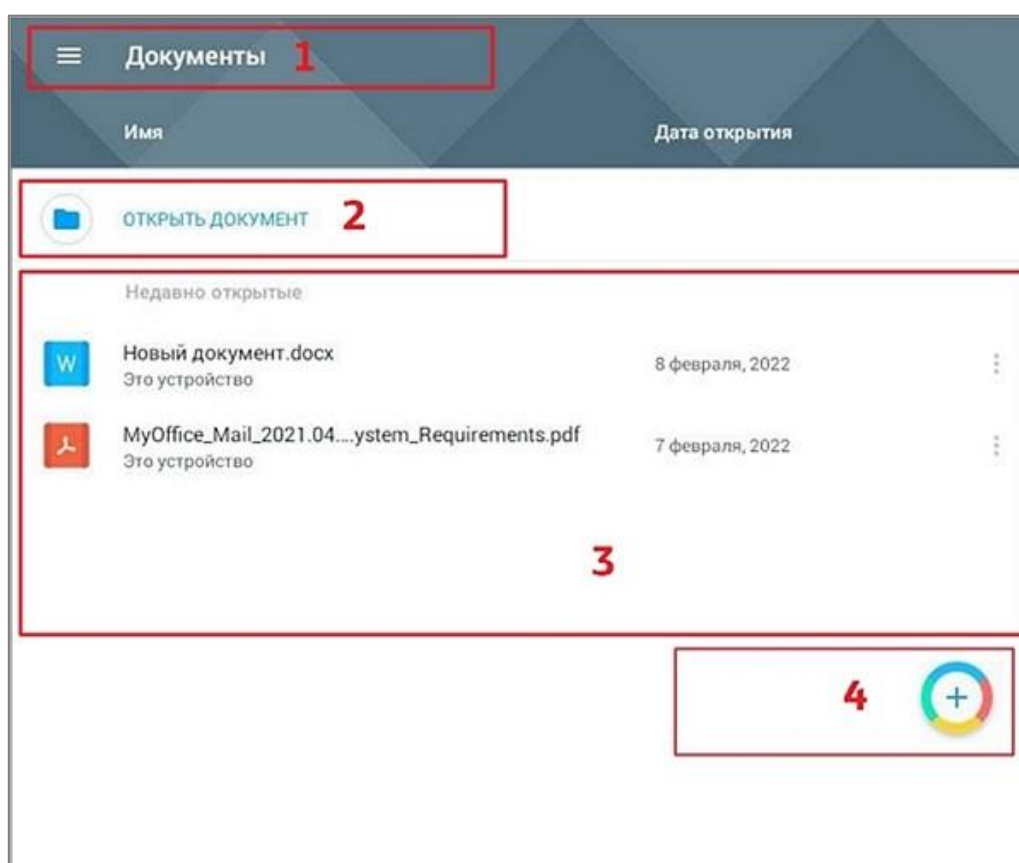 Документы 1
Имя Дата открытия
ОТКРЫТЬ ДОКУМЕНТ 2
Недавно открытые
W Новый документ.docx 8 февраля, 2022
Это устройство
MyOffice_Mail_2021.04....ystem_Requirements.pdf 7 февраля, 2022
Это устройство
3
4 +